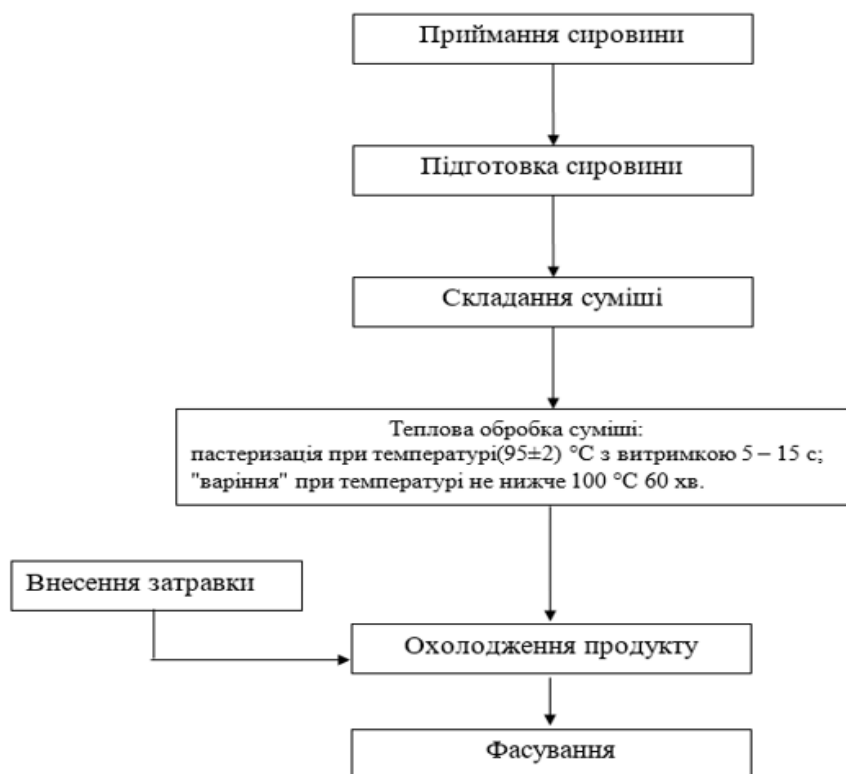 Приймання сировини
Підготовка сировини
Складання суміші
Теплова обробка суміші:
пастеризація при температурі(95±2) °С з витримкою 5 – 15 с;
"варіння" при температурі не нижче 100 °С 60 хв.
Внесення затравки
Охолодження продукту
Фасування